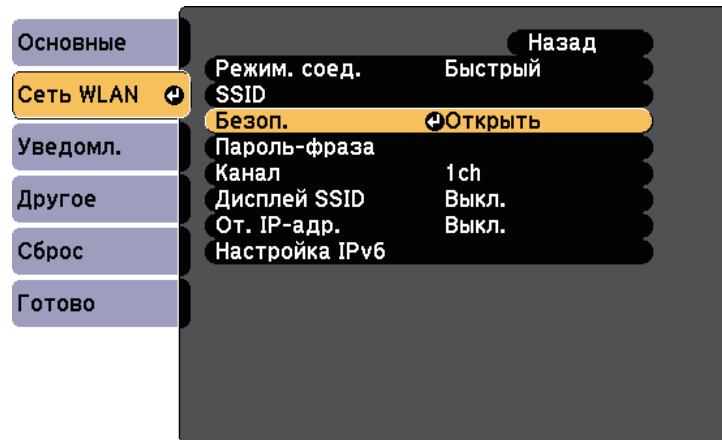 Основные
Сеть WLAN
Уведомл.
Другое
Сброс
Готово
Назад
Режим. соед. Быстрый
SSID
Безоп. Открыть
Пароль-фраза
Канал 1ch
Дисплей SSID Выкл.
От. IP-адр. Выкл.
Настройка IPv6